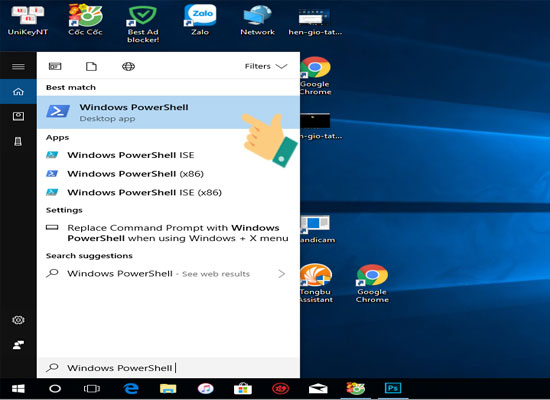 UniKeyNT
Cốc Cốc
Best Ad
blocker!
Zalo
Network
hen-gio-tat...
Filters
Best match
Windows PowerShell
Desktop app
Google
Chrome
hen-gio-tat...
Apps
Windows PowerShell ISE
Windows PowerShell (x86)
Windows PowerShell ISE (x86)
Settings
Replace Command Prompt with Windows
PowerShell when using Windows + X menu
andicam
Search suggestions
Windows PowerShell - See web results
Tongbu
Assistant
Google
Chrome
Windows PowerShell
Ps